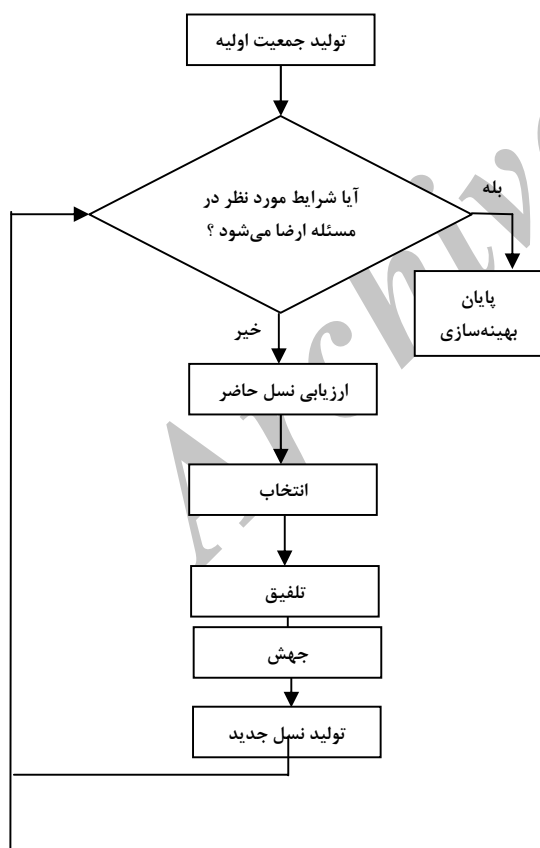 تولید جمعیت اولیه
آیا شرایط مورد نظر در
مسئله ارضا می‌شود ؟
بله
پایان
بهینه‌سازی
خیر
ارزیابی نسل حاضر
انتخاب
تلفیق
جهش
تولید نسل جدید
Archive